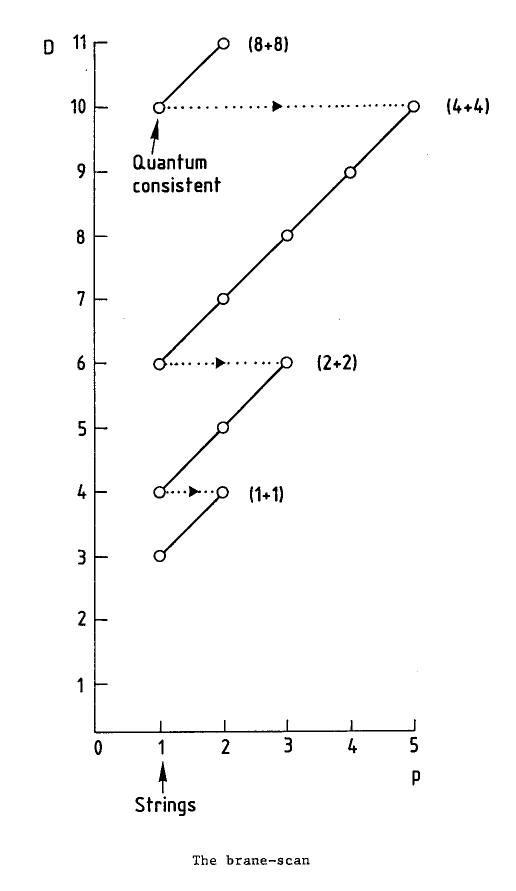 D
11
(8+8)
10
(4+4)
Quantum
consistent
9
8
7
6
(2+2)
5
4
(1+1)
3
2
1
0 1 2 3 4 5
p
Strings
The brane-scan